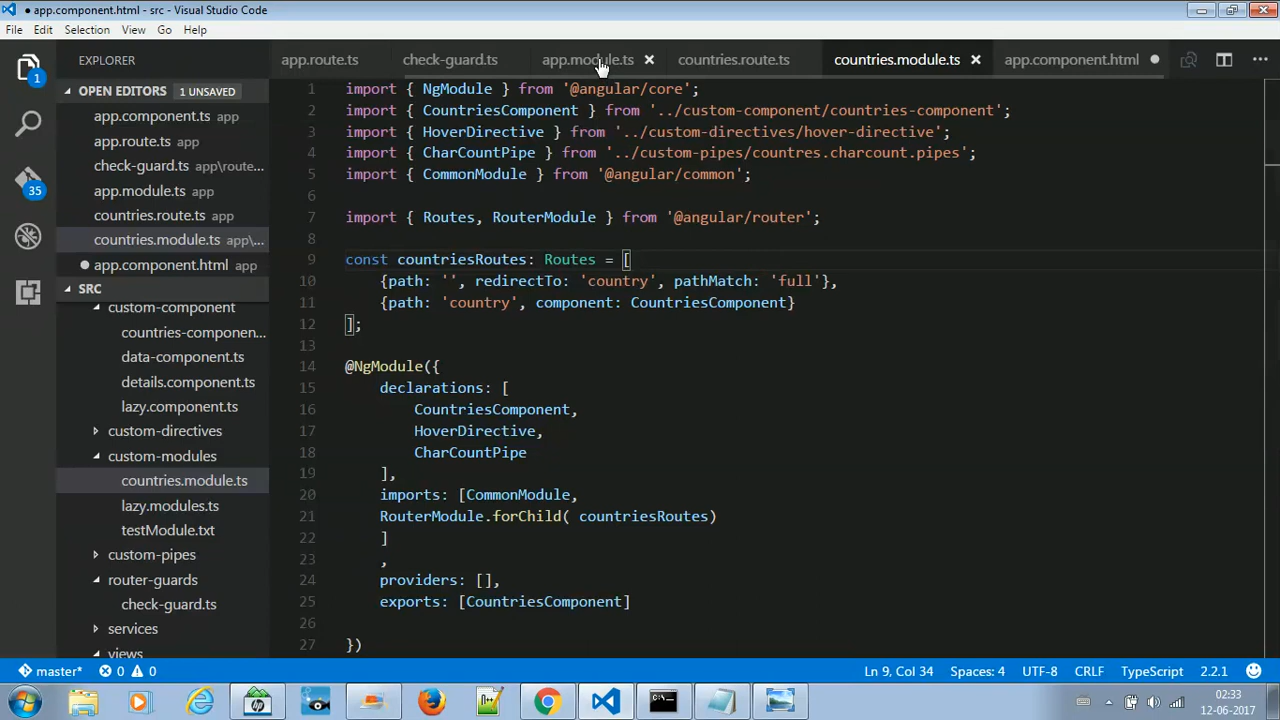 ● app.component.html - src - Visual Studio Code
File Edit Selection View Go Help
EXPLORER
app.route.ts check-guard.ts app.module.ts countries.route.ts countries.module.ts app.component.html
1
OPEN EDITORS 1 UNSAVED
app.component.ts app
app.route.ts app
check-guard.ts app\route...
app.module.ts app
countries.route.ts app
countries.module.ts app\...
app.component.html app
35
SRC
custom-component
countries-componen...
data-component.ts
details.component.ts
lazy.component.ts
custom-directives
custom-modules
countries.module.ts
lazy.modules.ts
testModule.txt
custom-pipes
router-guards
check-guard.ts
services
views
1 import { NgModule } from '@angular/core';
2 import { CountriesComponent } from '../custom-component/countries-component';
3 import { HoverDirective } from '../custom-directives/hover-directive';
4 import { CharCountPipe } from '../custom-pipes/countres.charcount.pipes';
5 import { CommonModule } from '@angular/common';
6
7 import { Routes, RouterModule } from '@angular/router';
8
9 const countriesRoutes: Routes = [
10 {path: '', redirectTo: 'country', pathMatch: 'full'},
11 {path: 'country', component: CountriesComponent}
12 ];
13
14 @NgModule({
15 declarations: [
16 CountriesComponent,
17 HoverDirective,
18 CharCountPipe
19 ],
20 imports: [CommonModule,
21 RouterModule.forChild( countriesRoutes)
22 ]
23 ,
24 providers: [],
25 exports: [CountriesComponent]
26
27 })
master* 0 0 Ln 9, Col 34 Spaces: 4 UTF-8 CRLF TypeScript 2.2.1
02:33
12-06-2017